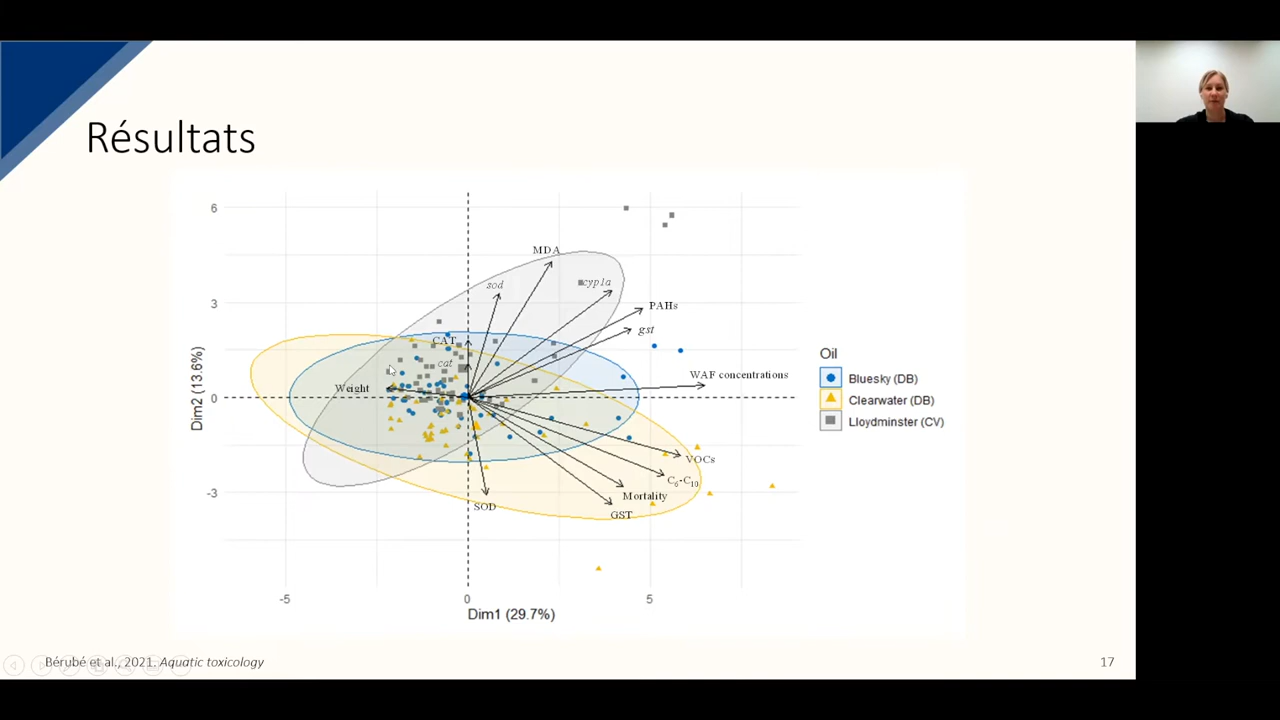 Résultats
6
3
0
-3
-5
0
5
Dim2 (13.6%)
Dim1 (29.7%)
MDA
sod
cyp1a
PAHs
gst
CAT
cat
Weight
WAF concentrations
VOCs
C6-C10
Mortality
GST
SOD
Oil
Bluesky (DB)
Clearwater (DB)
Lloydminster (CV)
Bérubé et al., 2021. Aquatic toxicology
17